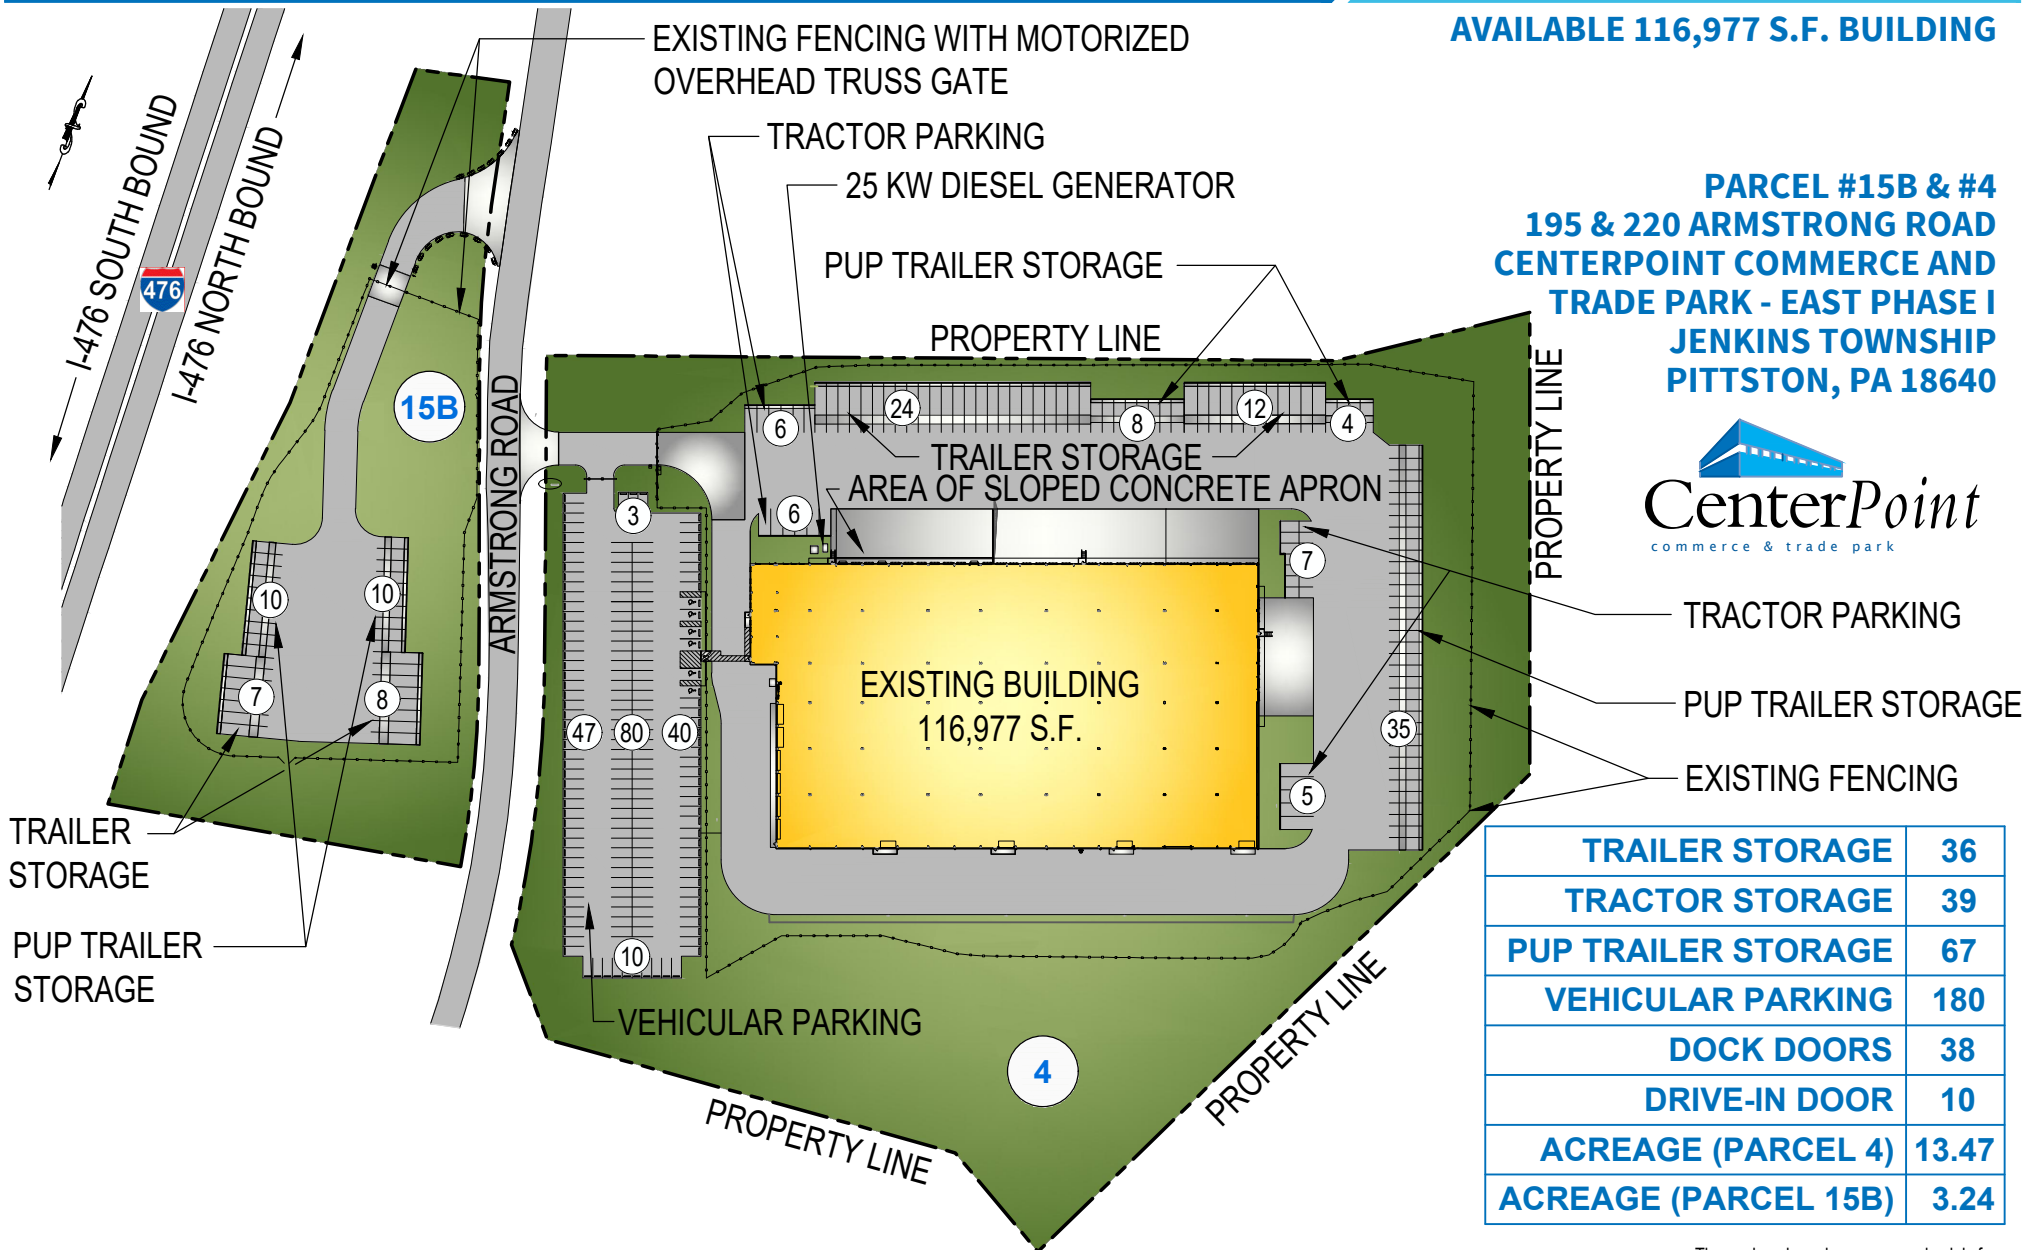 AVAILABLE 116,977 S.F. BUILDING
PARCEL #15B & #4
195 & 220 ARMSTRONG ROAD
CENTERPOINT COMMERCE AND
TRADE PARK - EAST PHASE I
JENKINS TOWNSHIP
PITTSTON, PA 18640
CenterPoint
commerce & trade park
EXISTING FENCING WITH MOTORIZED
OVERHEAD TRUSS GATE
TRACTOR PARKING
25 KW DIESEL GENERATOR
PUP TRAILER STORAGE
PROPERTY LINE
I-476 SOUTH BOUND
476
I-476 NORTH BOUND
15B
ARMSTRONG ROAD
PROPERTY LINE
6
24
8
12
4
TRAILER STORAGE
AREA OF SLOPED CONCRETE APRON
3
6
7
10
10
7
8
47
80
40
EXISTING BUILDING
116,977 S.F.
35
5
10
TRACTOR PARKING
PUP TRAILER STORAGE
EXISTING FENCING
TRAILER
STORAGE
PUP TRAILER
STORAGE
VEHICULAR PARKING
4
PROPERTY LINE
PROPERTY LINE
TRAILER STORAGE 36
TRACTOR STORAGE 39
PUP TRAILER STORAGE 67
VEHICULAR PARKING 180
DOCK DOORS 38
DRIVE-IN DOOR 10
ACREAGE (PARCEL 4) 13.47
ACREAGE (PARCEL 15B) 3.24